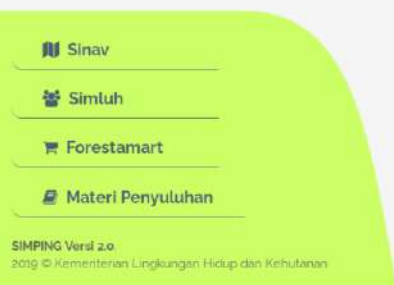 Sinav
Simluh
Forestamart
Materi Penyuluhan
SIMPING Versi 2.0
2019 © Kementerian Lingkungan Hidup dan Kehutanan